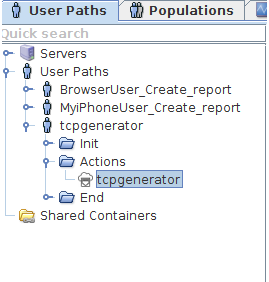 User Paths Populations
Quick search
Servers
User Paths
BrowserUser_Create_report
MyiPhoneUser_Create_report
tcpgenerator
Init
Actions
tcpgenerator
End
Shared Containers